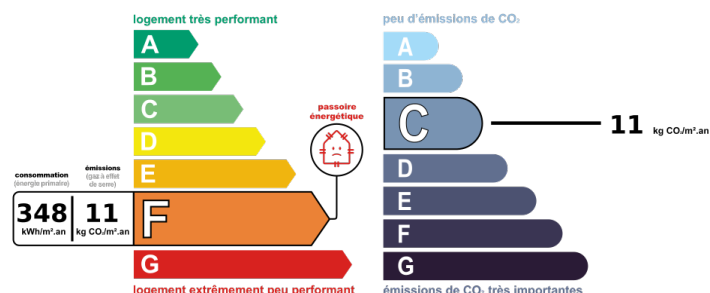 logement très performant
A
B
C
D
E
F
G
passoire
énergétique
consommation
(énergie primaire)
émissions
(gaz à effet
de serre)
348
kWh/m².an
11
kg CO₂/m².an
logement extrêmement peu performant
peu d'émissions de CO₂
A
B
C
D
E
F
G
11 kg CO₂/m².an
émissions de CO₂ très importantes